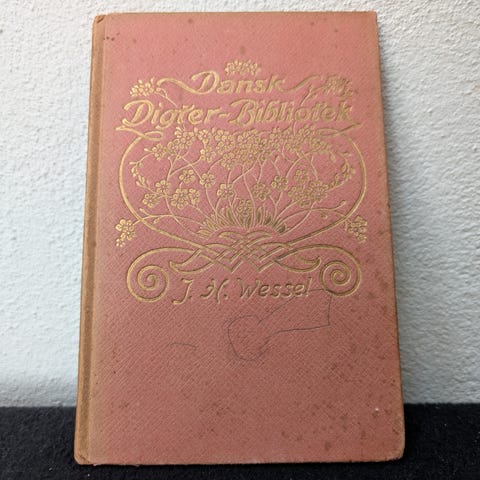 Dansk
Digter-Bibliotek
J. H. Wessel